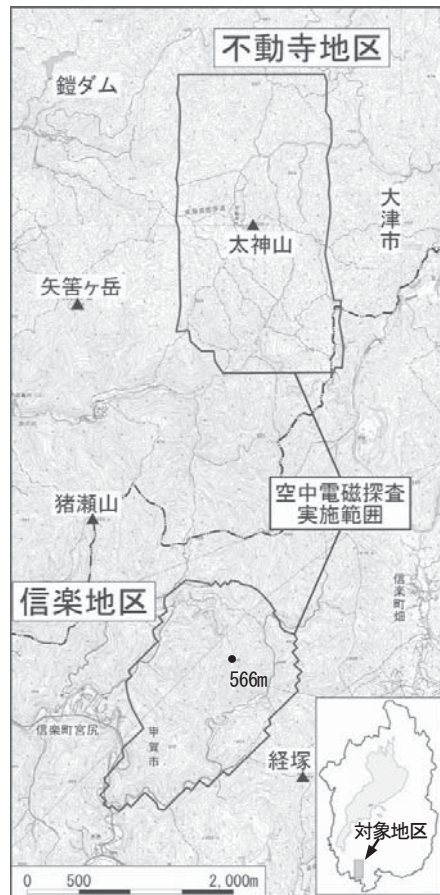 不動寺地区
鎧ダム
大津市
太神山
矢筈ヶ岳
空中電磁探査
実施範囲
猪瀬山
信楽地区
信楽町畑
566m
信楽町宮尻
甲賀市
経塚
対象地区
0 500 2,000m